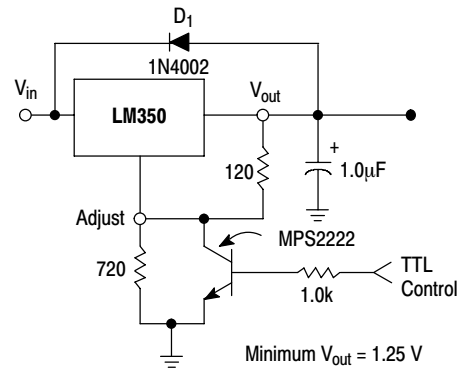 D1
1N4002
Vin
Vout
LM350
+
120
1.0μF
Adjust
MPS2222
720
1.0k
TTL
Control
Minimum Vout = 1.25 V